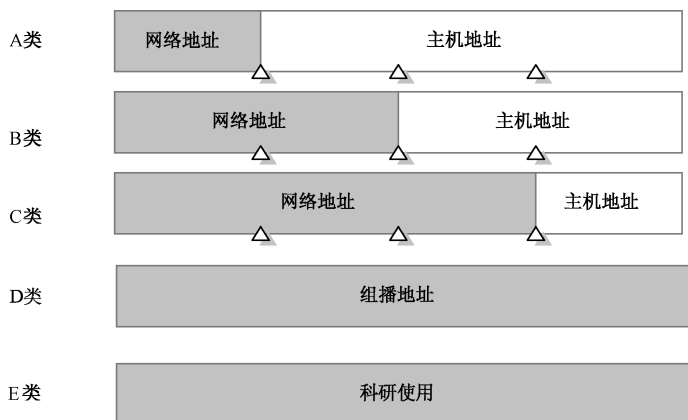 A类 网络地址 主机地址
B类 网络地址 主机地址
C类 网络地址 主机地址
D类 组播地址
E类 科研使用